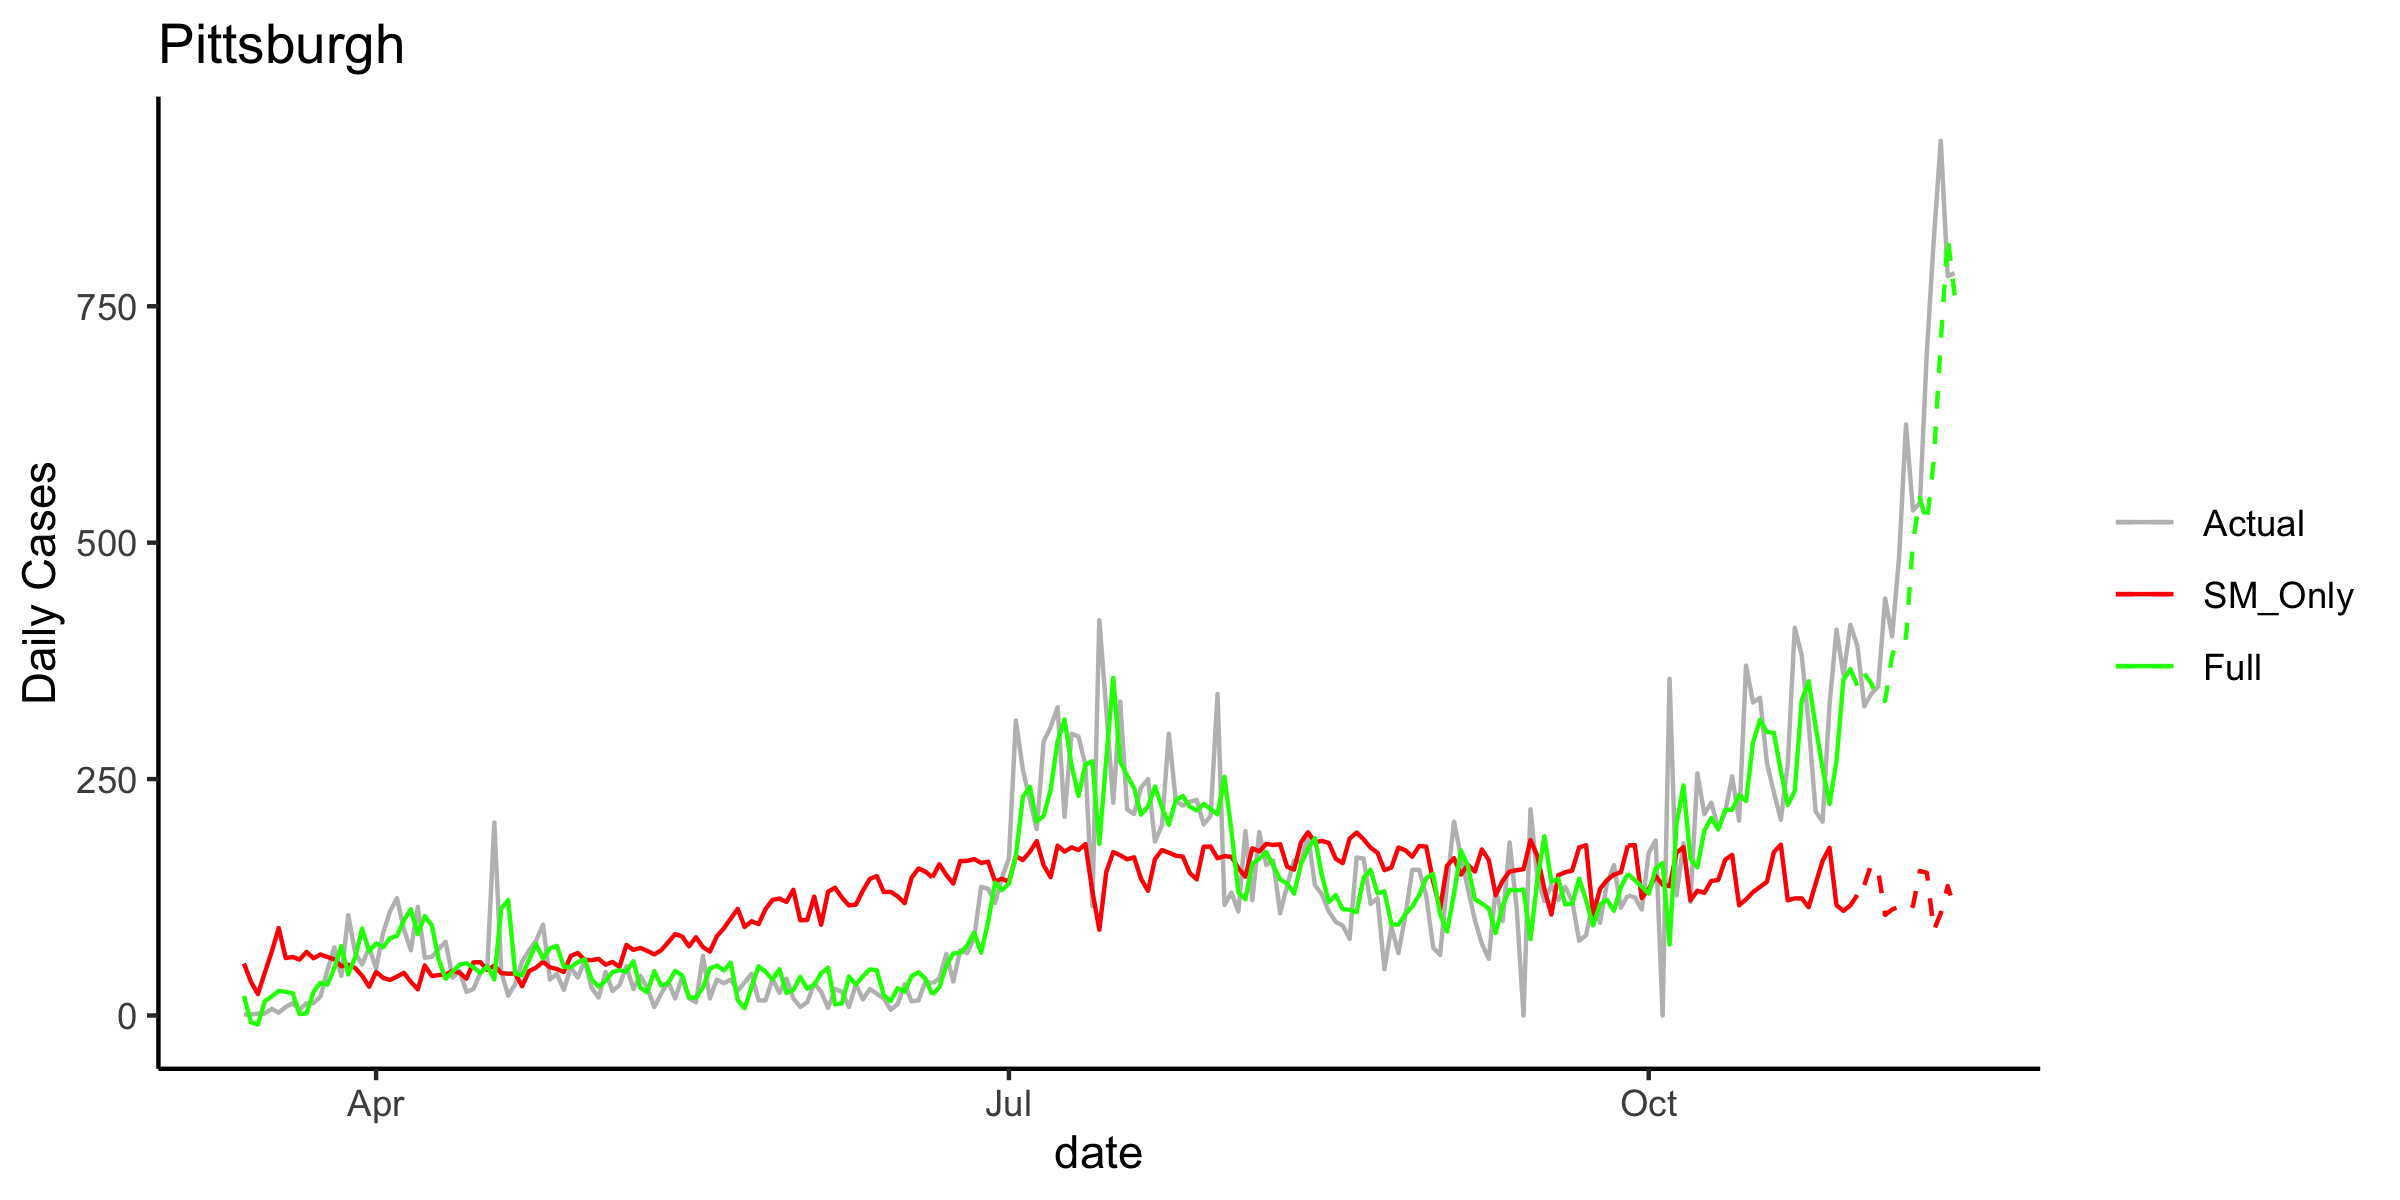 Pittsburgh
Daily Cases
750
500
250
0
Apr
Jul
Oct
date
Actual
SM_Only
Full